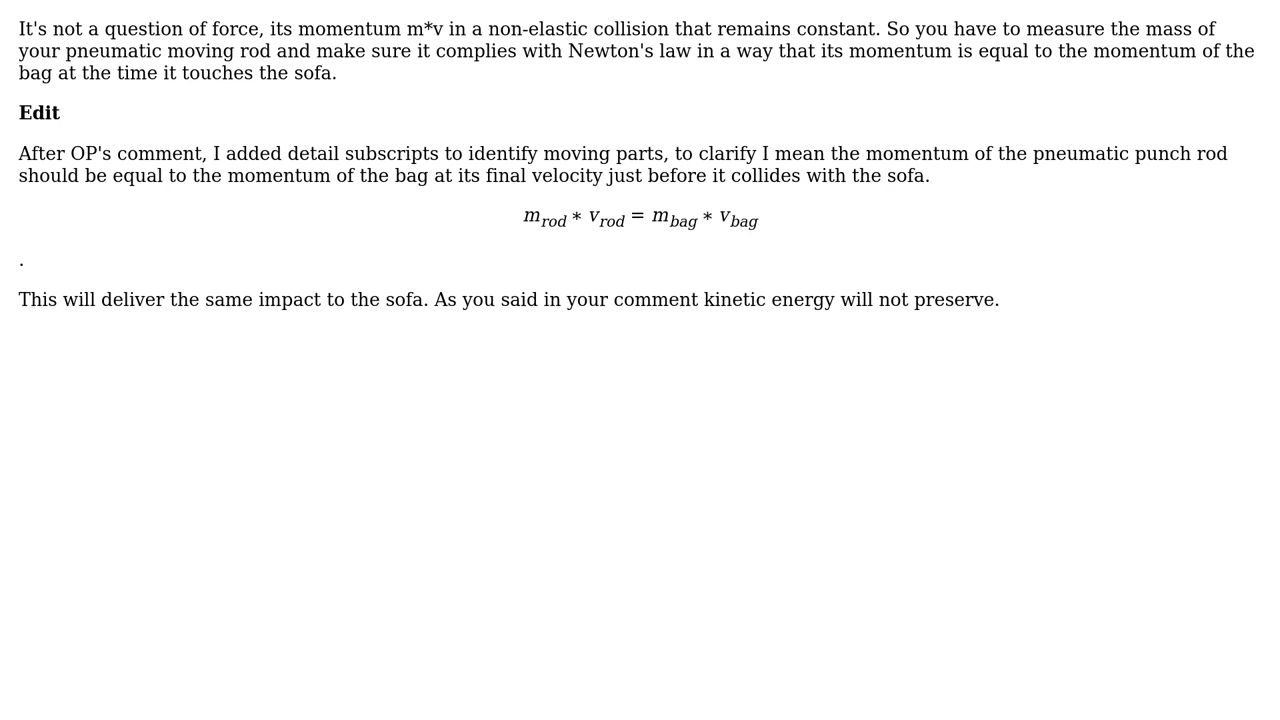 It's not a question of force, its momentum m*v in a non-elastic collision that remains constant. So you have to measure the mass of
your pneumatic moving rod and make sure it complies with Newton's law in a way that its momentum is equal to the momentum of the
bag at the time it touches the sofa.
Edit
After OP's comment, I added detail subscripts to identify moving parts, to clarify I mean the momentum of the pneumatic punch rod
should be equal to the momentum of the bag at its final velocity just before it collides with the sofa.
m_rod * v_rod = m_bag * v_bag
.
This will deliver the same impact to the sofa. As you said in your comment kinetic energy will not preserve.